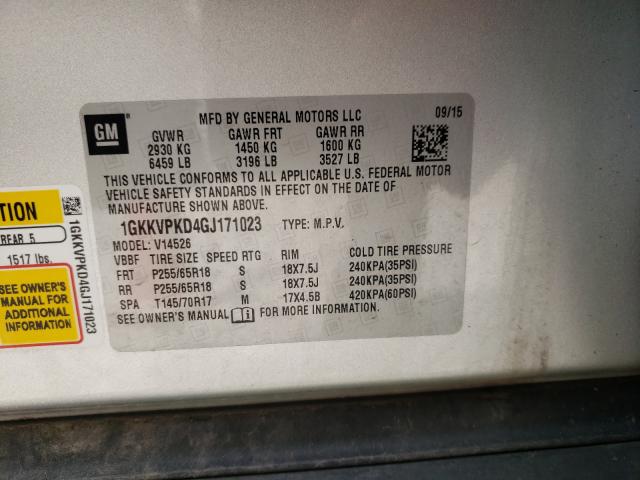 GM
MFD BY GENERAL MOTORS LLC 09/15
GVWR GAWR FRT GAWR RR
2930 KG 1450 KG 1600 KG
6459 LB 3196 LB 3527 LB
THIS VEHICLE CONFORMS TO ALL APPLICABLE U.S. FEDERAL MOTOR
VEHICLE SAFETY STANDARDS IN EFFECT ON THE DATE OF
MANUFACTURE SHOWN ABOVE.
1GKKVPKD4GJ171023 TYPE: M.P.V.
MODEL: V14526
VBBF TIRE SIZE SPEED RTG RIM COLD TIRE PRESSURE
FRT P255/65R18 S 18X7.5J 240KPA(35PSI)
RR P255/65R18 S 18X7.5J 240KPA(35PSI)
SPA T145/70R17 M 17X4.5B 420KPA(60PSI)
SEE OWNER'S MANUAL FOR MORE INFORMATION.
REAR 5
1517 lbs.
SEE OWNER'S
MANUAL FOR
ADDITIONAL
INFORMATION
1GKKVPKD4GJ171023